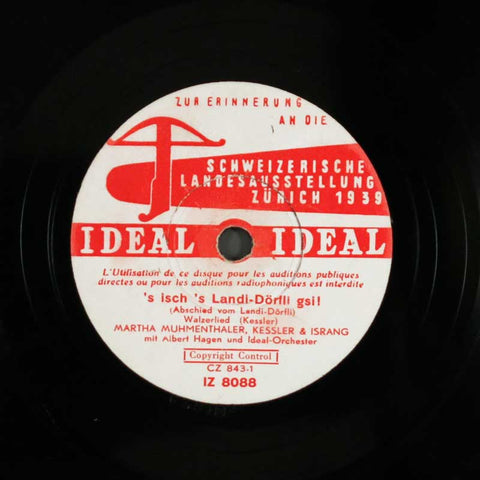 ZUR ERINNERUNG
AN DIE
SCHWEIZERISCHE
LANDESAUSSTELLUNG
ZÜRICH 1939
IDEAL IDEAL
L'Utilisation de ce disque pour les auditions publiques
directes ou pour les auditions radiophoniques est interdite
's isch 's Landi-Dörfli gsi!
(Abschied vom Landi-Dörfli)
Walzerlied (Kessler)
MARTHA MUHMENTHALER, KESSLER & ISRANG
mit Albert Hagen und Ideal-Orchester
Copyright Control
CZ 843-1
IZ 8088